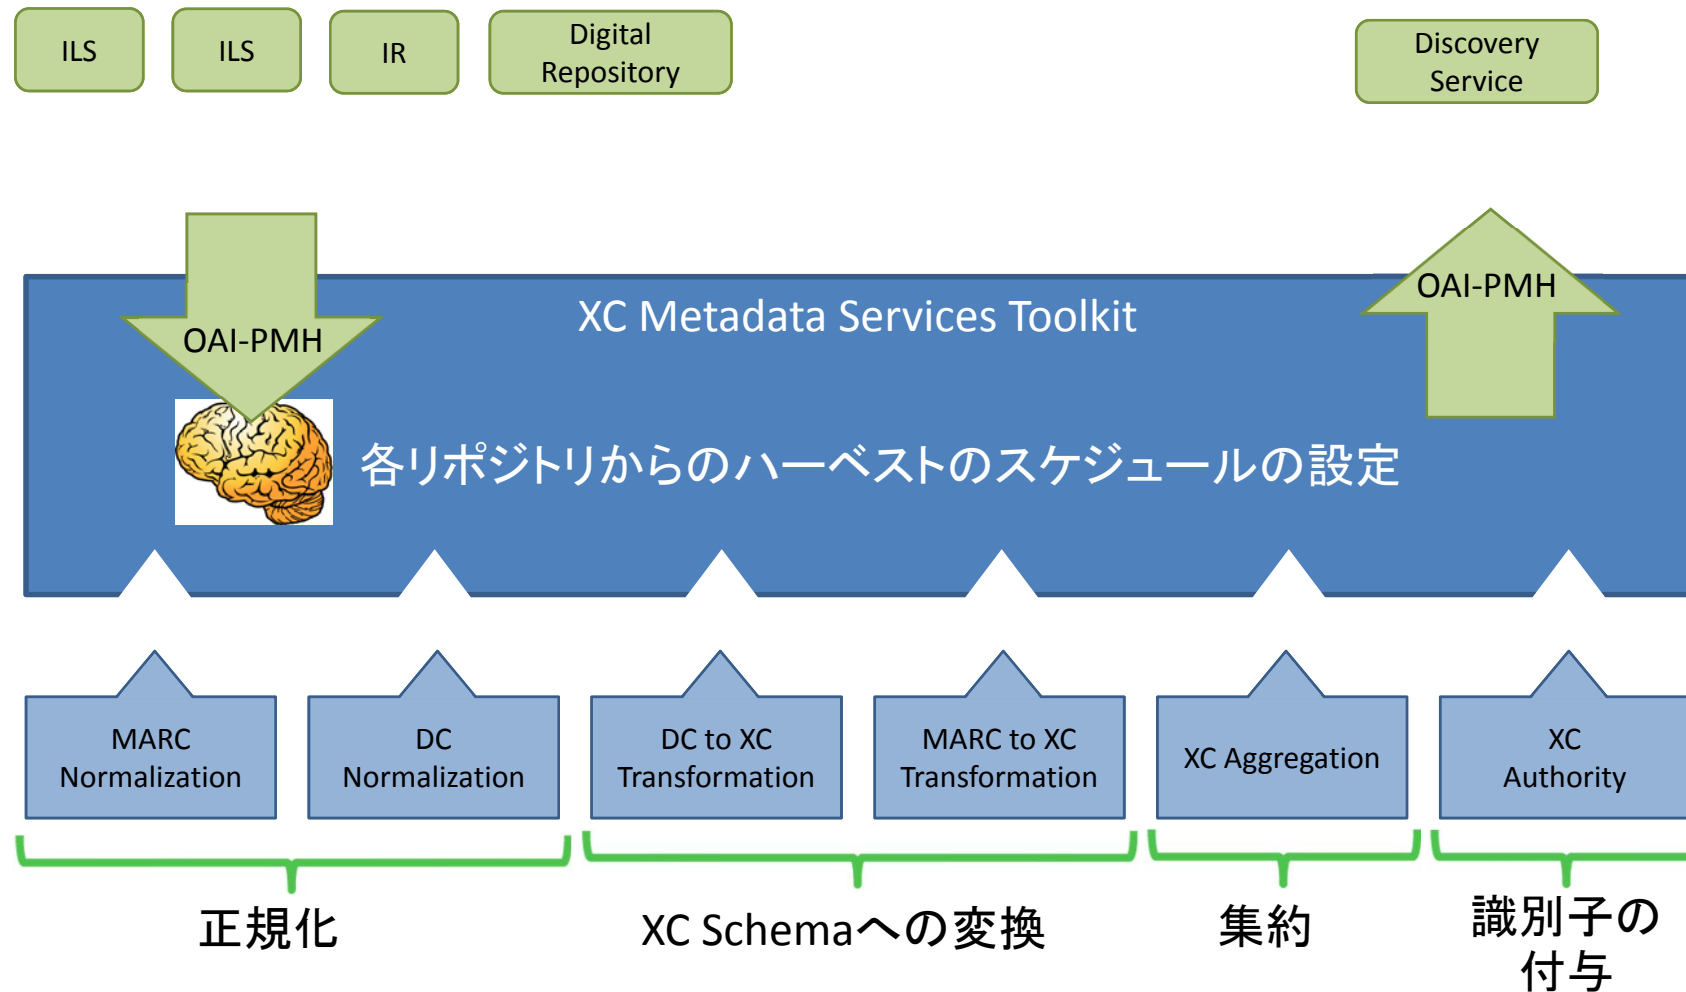 ILS
ILS
IR
Digital
Repository
Discovery
Service
OAI-PMH
XC Metadata Services Toolkit
OAI-PMH
各リポジトリからのハーベストのスケジュールの設定
MARC
Normalization
DC
Normalization
DC to XC
Transformation
MARC to XC
Transformation
XC Aggregation
XC
Authority
正規化
XC Schemaへの変換
集約
識別子の
付与